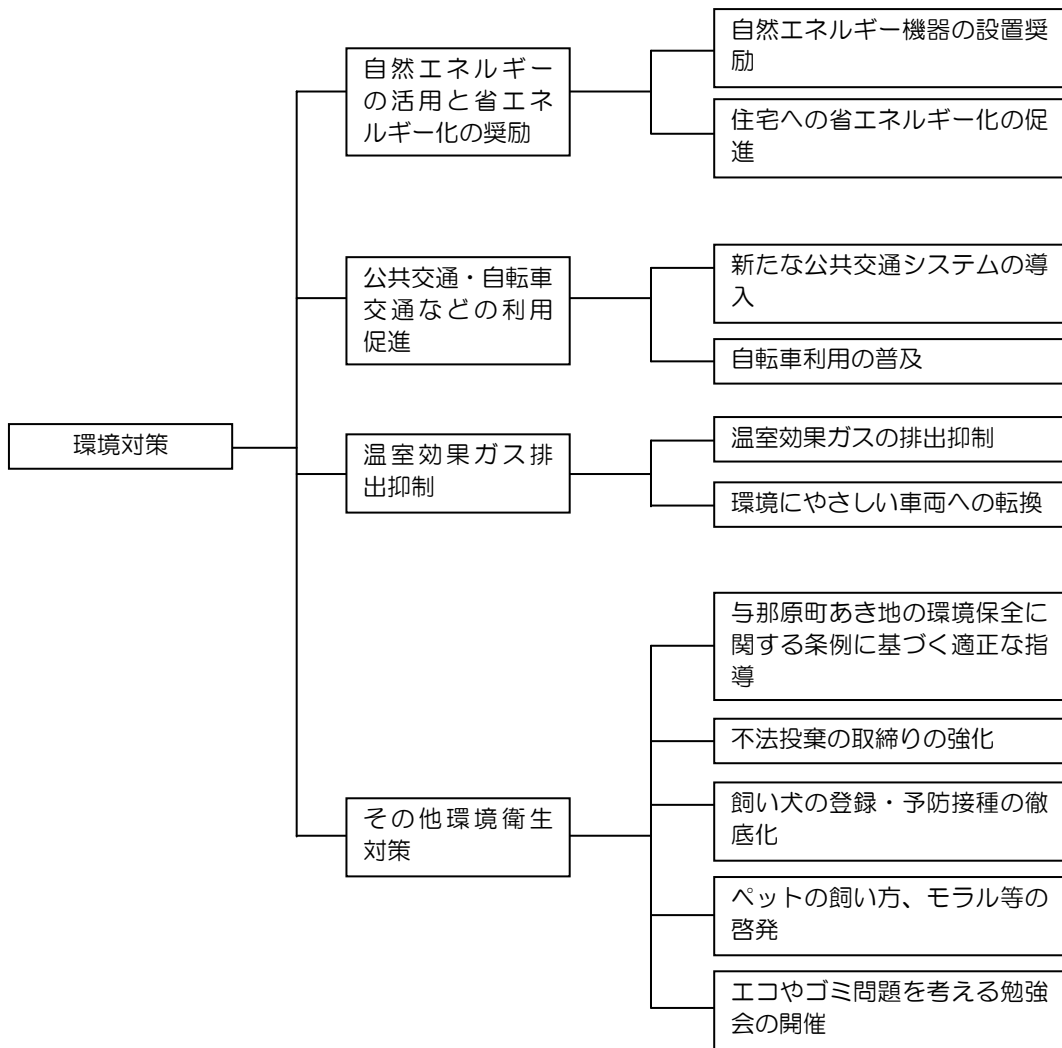 環境対策
自然エネルギー
の活用と省エネ
ルギー化の奨励
自然エネルギー機器の設置奨
励
住宅への省エネルギー化の促
進
公共交通・自転車
交通などの利用
促進
新たな公共交通システムの導
入
自転車利用の普及
温室効果ガス排
出抑制
温室効果ガスの排出抑制
環境にやさしい車両への転換
その他環境衛生
対策
与那原町あき地の環境保全に
関する条例に基づく適正な指
導
不法投棄の取締りの強化
飼い犬の登録・予防接種の徹
底化
ペットの飼い方、モラル等の
啓発
エコやゴミ問題を考える勉強
会の開催